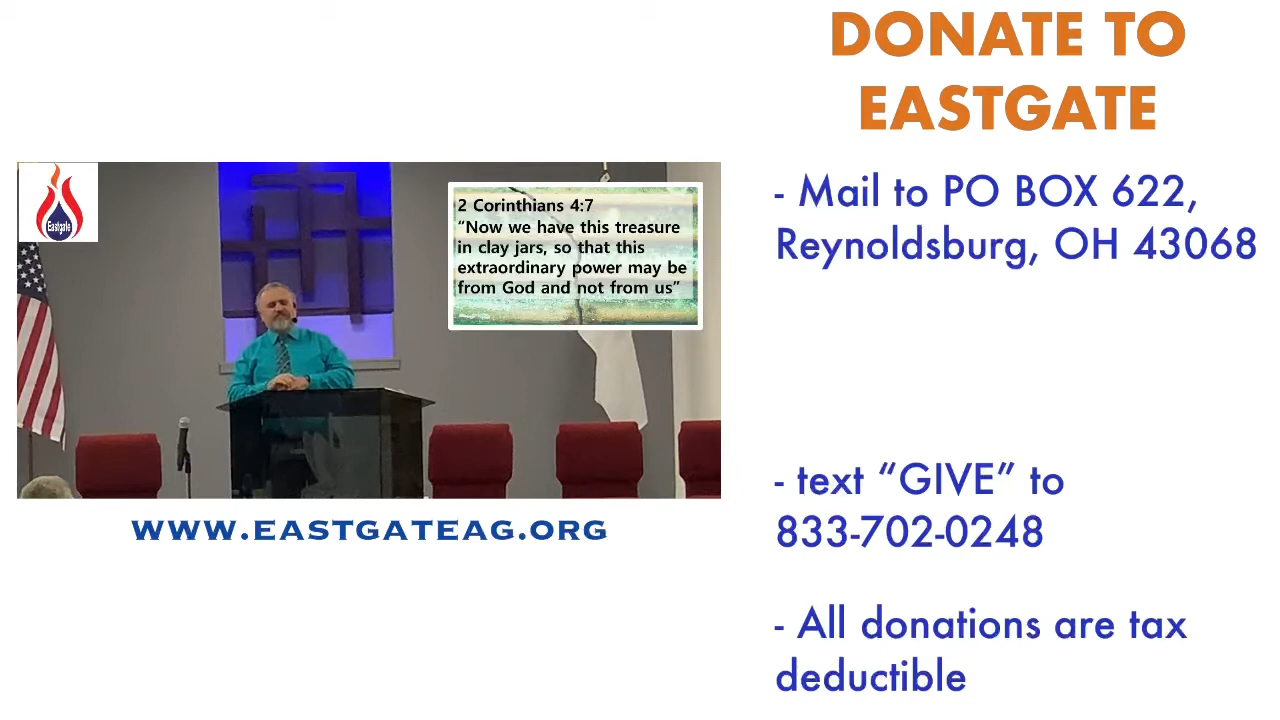 DONATE TO
EASTGATE
- Mail to PO BOX 622,
Reynoldsburg, OH 43068
Eastgate
2 Corinthians 4:7
“Now we have this treasure
in clay jars, so that this
extraordinary power may be
from God and not from us”
WWW.EASTGATEAG.ORG
- text “GIVE” to
833-702-0248
- All donations are tax
deductible